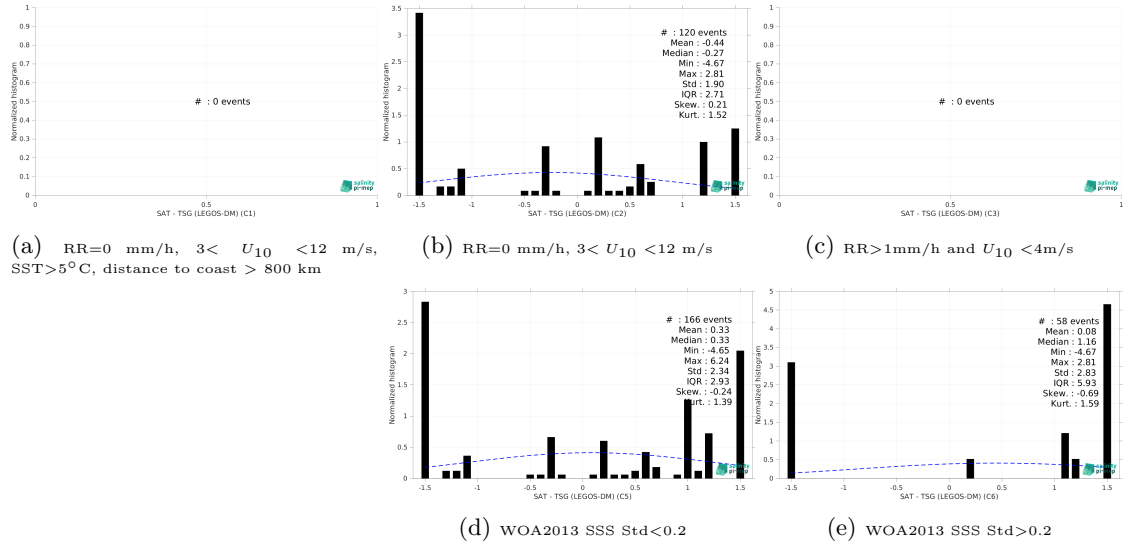 1
0.9
0.8
0.7
0.6
0.5
0.4
0.3
0.2
0.1
0
Normalized histogram
# : 0 events
salinity
pi-mep
0
0.5
1
SAT - TSG (LEGOS-DM) (C1)
(a) RR=0 mm/h, 3< U10 <12 m/s,
SST>5°C, distance to coast > 800 km
3.5
3
2.5
2
1.5
1
0.5
0
Normalized histogram
# : 120 events
Mean : -0.44
Median : -0.27
Min : -4.67
Max : 2.81
Std : 1.90
IQR : 2.71
Skew. : 0.21
Kurt. : 1.52
salinity
pi-mep
-1.5
-1
-0.5
0
0.5
1
1.5
SAT - TSG (LEGOS-DM) (C2)
(b) RR=0 mm/h, 3< U10 <12 m/s
1
0.9
0.8
0.7
0.6
0.5
0.4
0.3
0.2
0.1
0
Normalized histogram
# : 0 events
salinity
pi-mep
0
0.5
1
SAT - TSG (LEGOS-DM) (C3)
(c) RR>1mm/h and U10 <4m/s
3
2.5
2
1.5
1
0.5
0
Normalized histogram
# : 166 events
Mean : 0.33
Median : 0.33
Min : -4.65
Max : 6.24
Std : 2.34
IQR : 2.93
Skew. : -0.24
Kurt. : 1.39
salinity
pi-mep
-1.5
-1
-0.5
0
0.5
1
1.5
SAT - TSG (LEGOS-DM) (C5)
(d) WOA2013 SSS Std<0.2
5
4.5
4
3.5
3
2.5
2
1.5
1
0.5
0
Normalized histogram
# : 58 events
Mean : 0.08
Median : 1.16
Min : -4.67
Max : 2.81
Std : 2.83
IQR : 5.93
Skew. : -0.69
Kurt. : 1.59
salinity
pi-mep
-1.5
-1
-0.5
0
0.5
1
1.5
SAT - TSG (LEGOS-DM) (C6)
(e) WOA2013 SSS Std>0.2